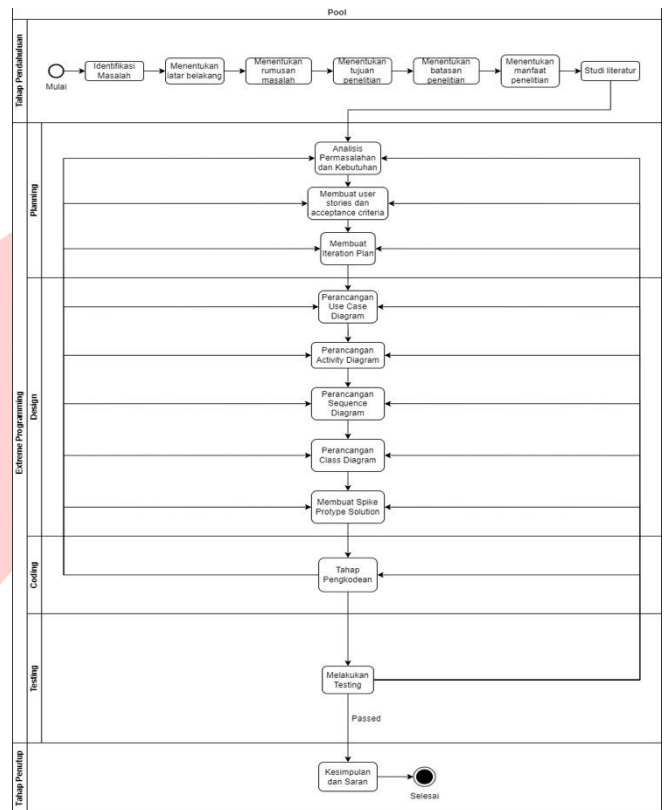 Pool
Tahap Pendahuluan
Mulai
Identifikasi
Masalah
Menentukan
latar belakang
Menentukan
rumusan
masalah
Menentukan
tujuan
penelitian
Menentukan
batasan
penelitian
Menentukan
manfaat
penelitian
Studi literatur
Extreme Programming
Planning
Analisis
Permasalahan
dan Kebutuhan
Membuat user
stories dan
acceptance criteria
Membuat
Iteration Plan
Design
Perancangan
Use Case
Diagram
Perancangan
Activity Diagram
Perancangan
Sequence
Diagram
Perancangan
Class Diagram
Membuat Spike
Protype Solution
Coding
Tahap
Pengkodean
Testing
Melakukan
Testing
Passed
Tahap Penutup
Kesimpulan
dan Saran
Selesai